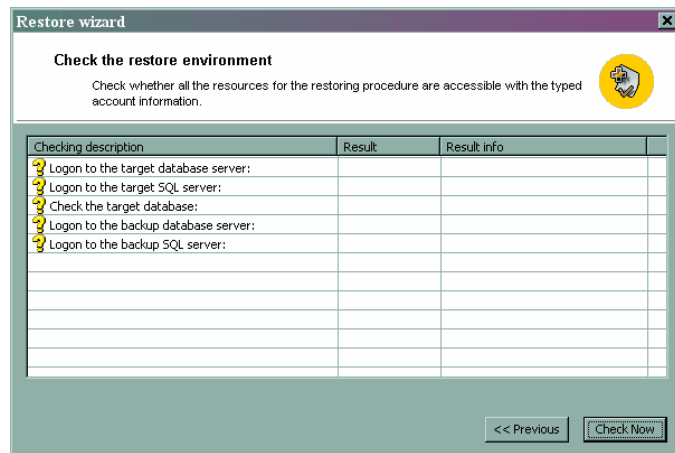 Restore wizard
Check the restore environment
Check whether all the resources for the restoring procedure are accessible with the typed
account information.
Checking description Result Result info
Logon to the target database server:
Logon to the target SQL server:
Check the target database:
Logon to the backup database server:
Logon to the backup SQL server:
<< Previous Check Now